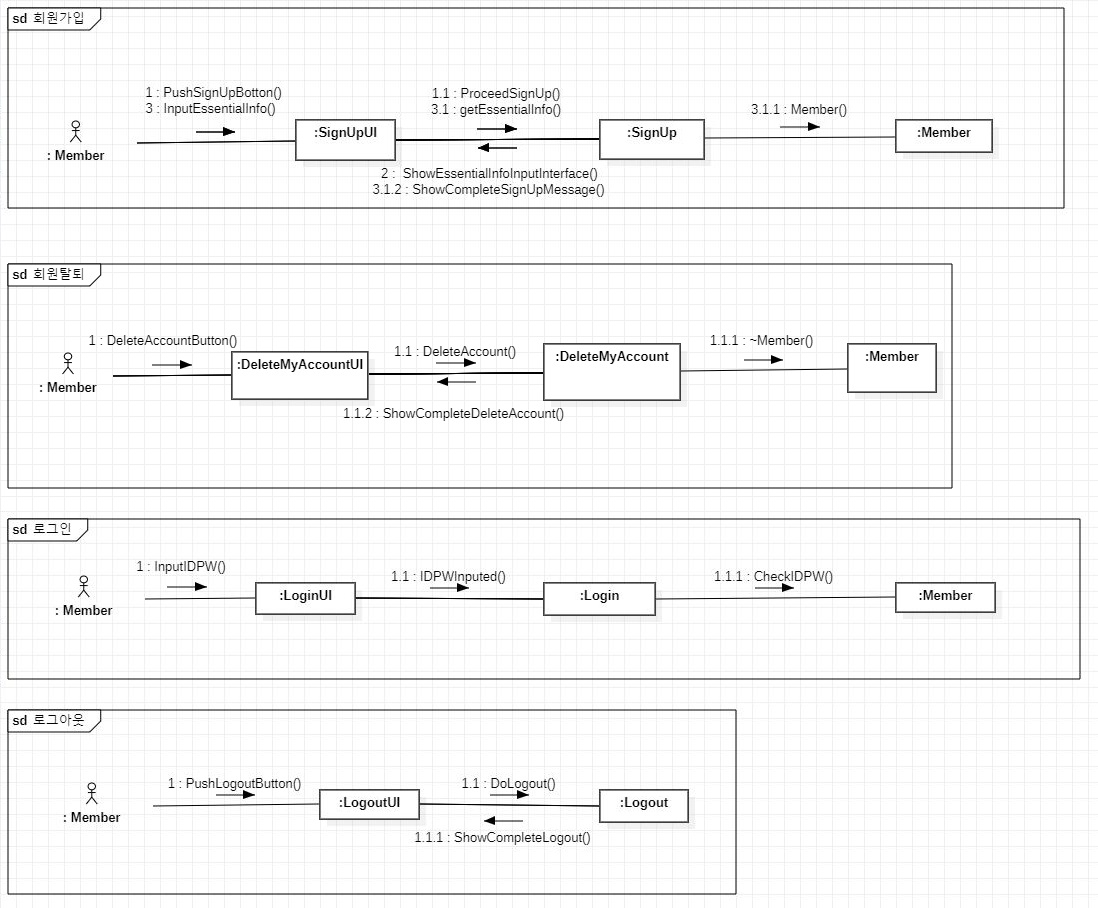 sd 회원가입
1 : PushSignUpBotton()
3 : InputEssentialInfo()
1.1 : ProceedSignUp()
3.1 : getEssentialInfo()
3.1.1 : Member()
: Member
:SignUpUI
:SignUp
:Member
2 : ShowEssentialInfoInputInterface()
3.1.2 : ShowCompleteSignUpMessage()
sd 회원탈퇴
1 : DeleteAccountButton()
1.1 : DeleteAccount()
1.1.1 : ~Member()
: Member
:DeleteMyAccountUI
:DeleteMyAccount
:Member
1.1.2 : ShowCompleteDeleteAccount()
sd 로그인
1 : InputIDPW()
1.1 : IDPWInputed()
1.1.1 : CheckIDPW()
: Member
:LoginUI
:Login
:Member
sd 로그아웃
1 : PushLogoutButton()
1.1 : DoLogout()
: Member
:LogoutUI
:Logout
1.1.1 : ShowCompleteLogout()